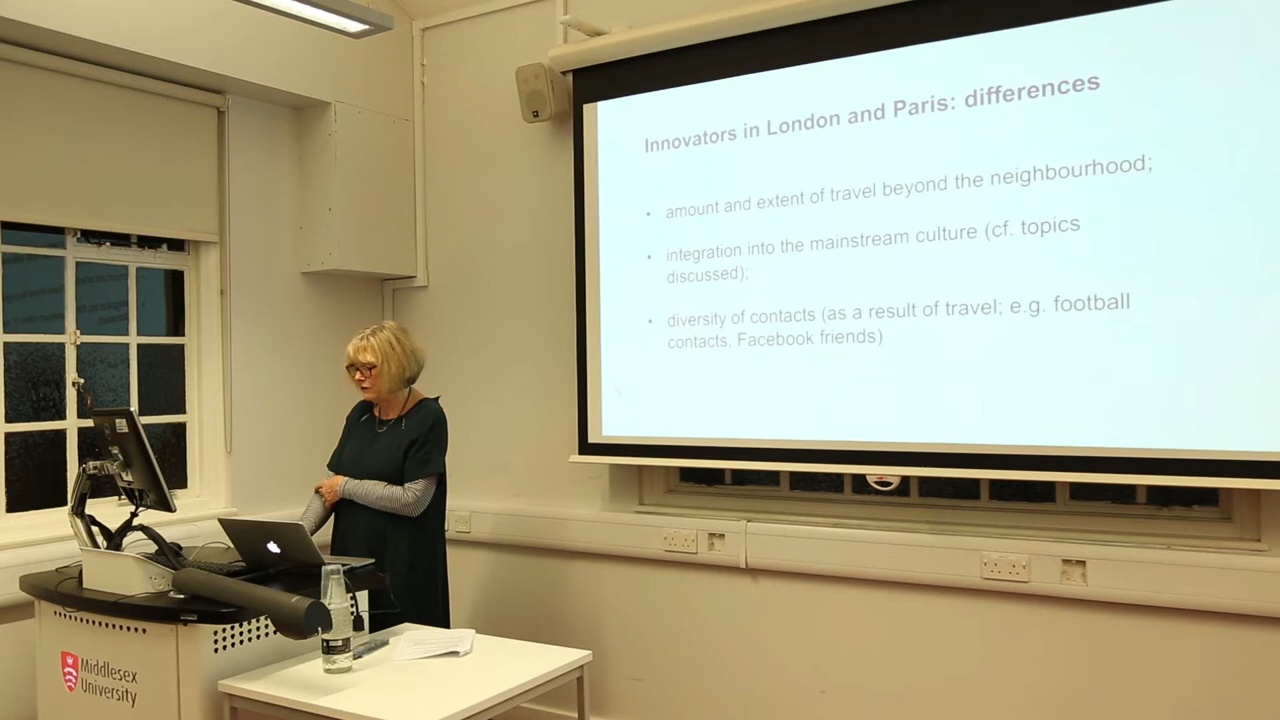 Innovators in London and Paris: differences
• amount and extent of travel beyond the neighbourhood;
• integration into the mainstream culture (cf. topics
discussed);
• diversity of contacts (as a result of travel; e.g. football
contacts, Facebook friends)
Middlesex
University